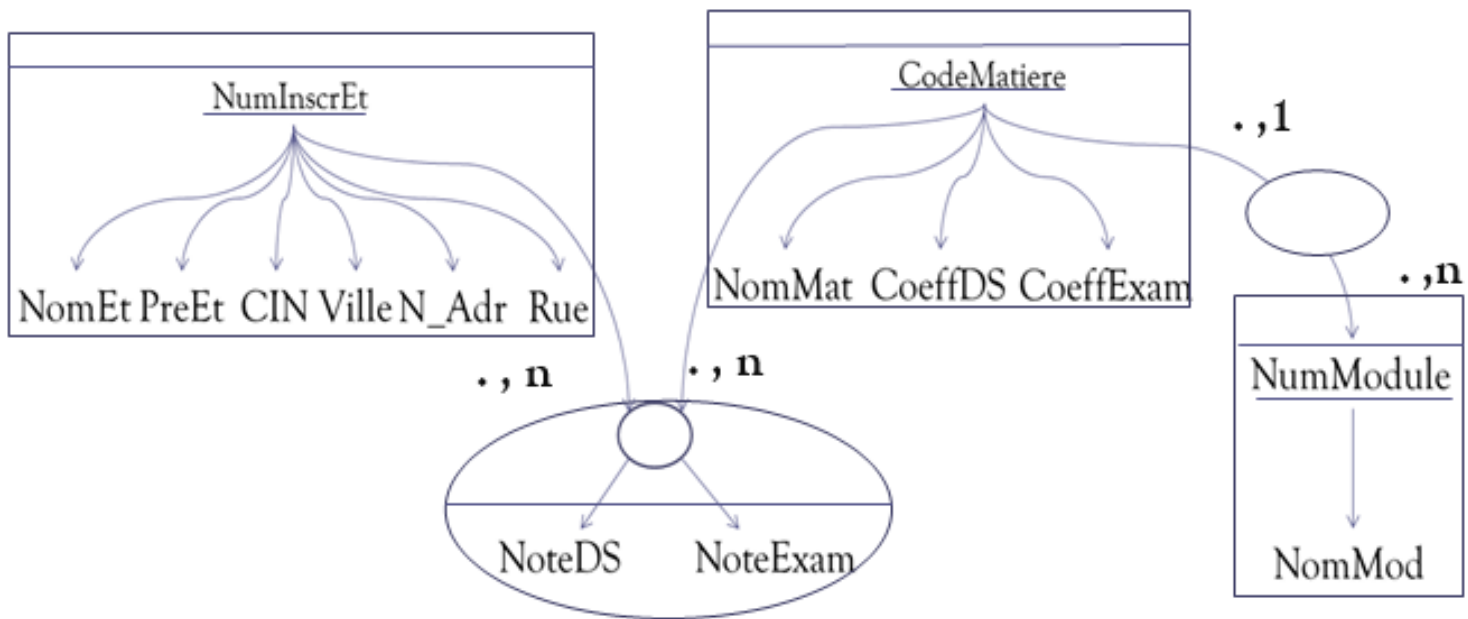 NumInscrEt
NomEt PreEt CIN Ville N_Adr Rue
CodeMatiere
NomMat CoeffDS CoeffExam
. ,1
. ,n
NumModule
NomMod
. , n
. , n
NoteDS NoteExam